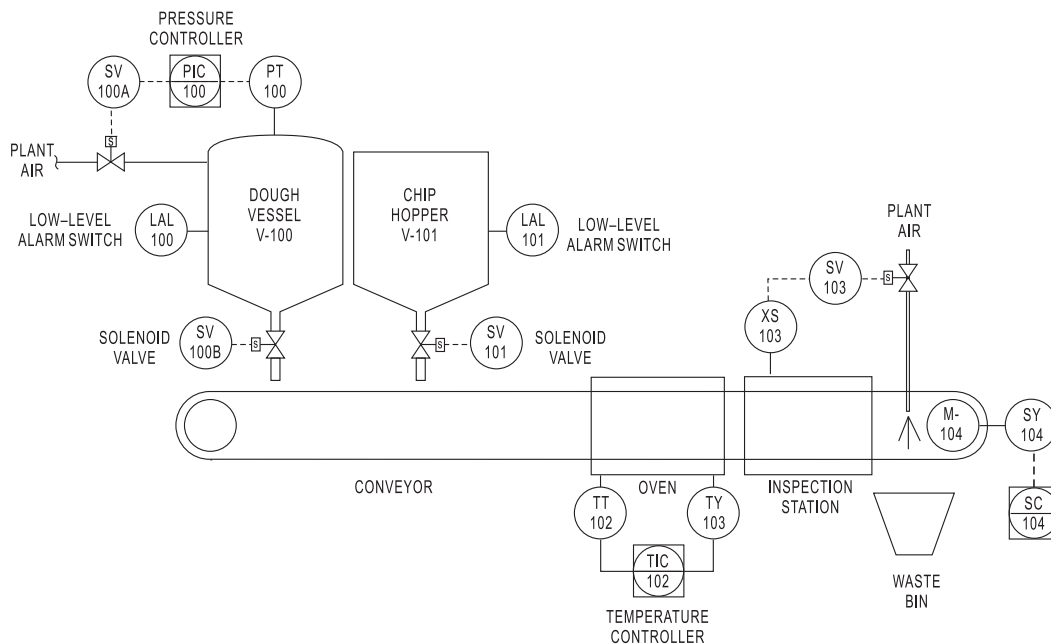 PRESSURE
CONTROLLER
SV
100A
PIC
100
PT
100
S
PLANT
AIR
DOUGH
VESSEL
V-100
CHIP
HOPPER
V-101
LOW–LEVEL
ALARM SWITCH
LAL
100
LAL
101
LOW–LEVEL
ALARM SWITCH
PLANT
AIR
SV
103
S
XS
103
SOLENOID
VALVE
SV
100B
S
S
SV
101
SOLENOID
VALVE
M-
104
SY
104
CONVEYOR
OVEN
INSPECTION
STATION
TT
102
TY
103
SC
104
TIC
102
TEMPERATURE
CONTROLLER
WASTE
BIN